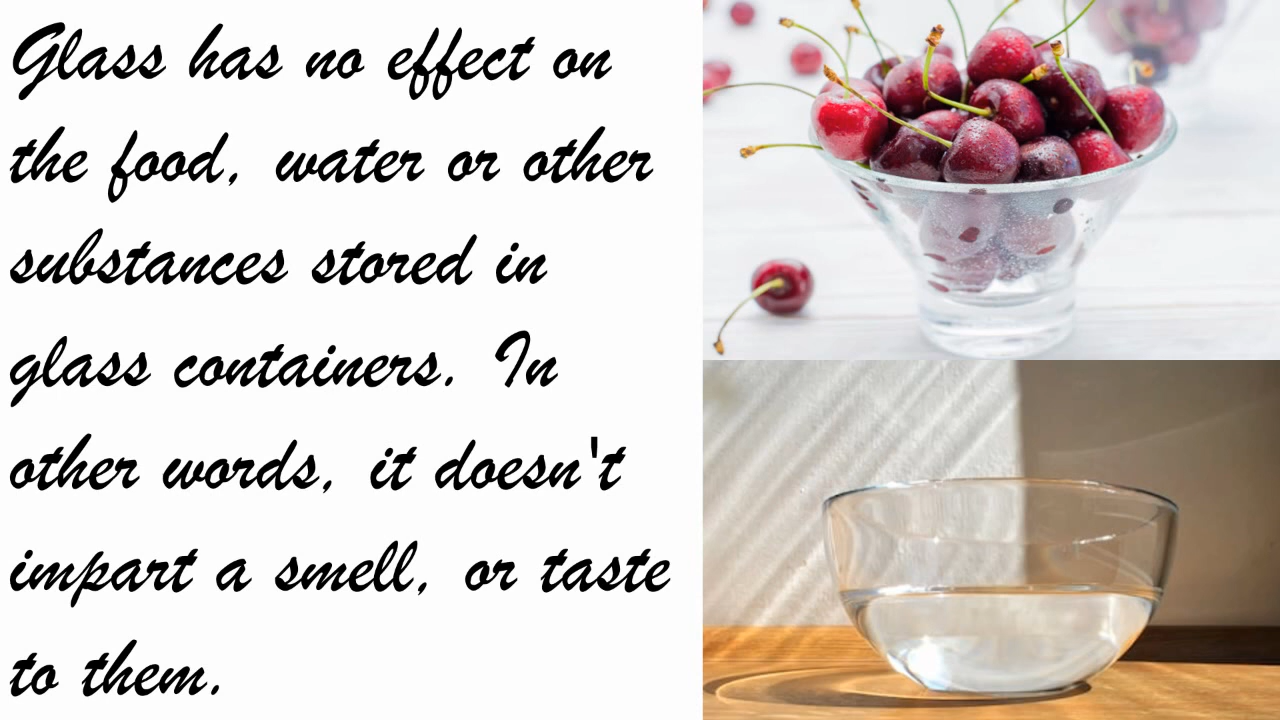 Glass has no effect on
the food, water or other
substances stored in
glass containers. In
other words, it doesn't
impart a smell, or taste
to them.